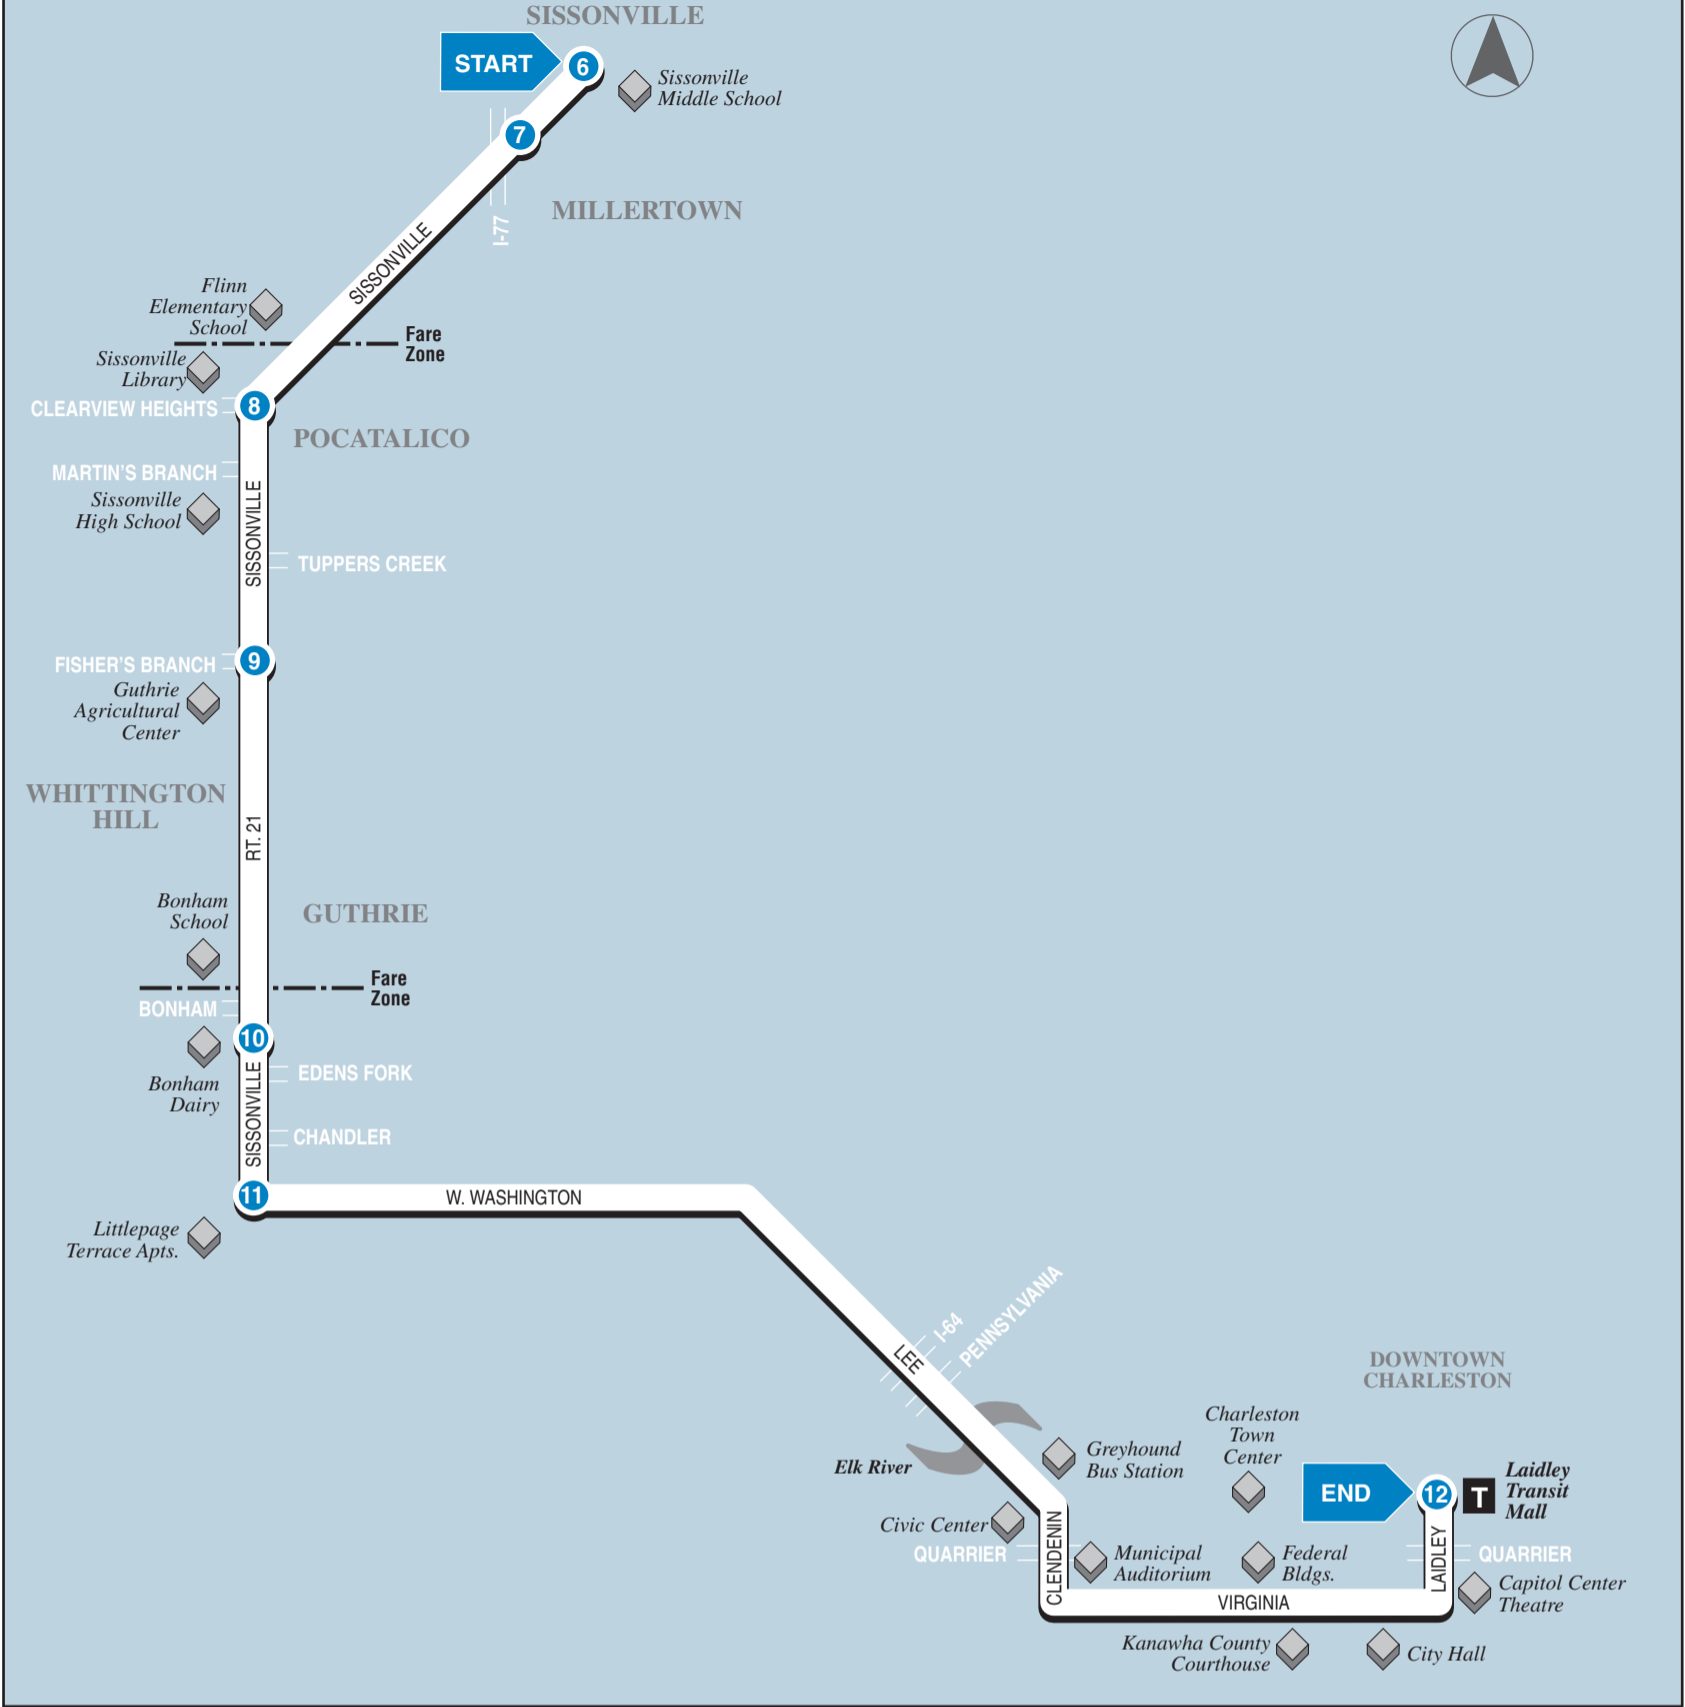 SISSONVILLE
START
6
Sissonville
Middle School
7
MILLERTOWN
I-77
SISSONVILLE
Flinn
Elementary
School
Fare
Zone
Sissonville
Library
CLEARVIEW HEIGHTS
8
POCATALICO
MARTIN'S BRANCH
Sissonville
High School
SISSONVILLE
TUPPERS CREEK
FISHER'S BRANCH
9
Guthrie
Agricultural
Center
WHITTINGTON
HILL
RT. 21
Bonham
School
GUTHRIE
Fare
Zone
BONHAM
10
Bonham
Dairy
EDENS FORK
SISSONVILLE
CHANDLER
11
W. WASHINGTON
Littlepage
Terrace Apts.
I-64
PENNSYLVANIA
LEE
Elk River
DOWNTOWN
CHARLESTON
Greyhound
Bus Station
Charleston
Town
Center
END
12
T
Laidley
Transit
Mall
Civic Center
QUARRIER
CLENDENIN
Municipal
Auditorium
Federal
Bldgs.
LAIDLEY
QUARRIER
Capitol Center
Theatre
VIRGINIA
Kanawha County
Courthouse
City Hall